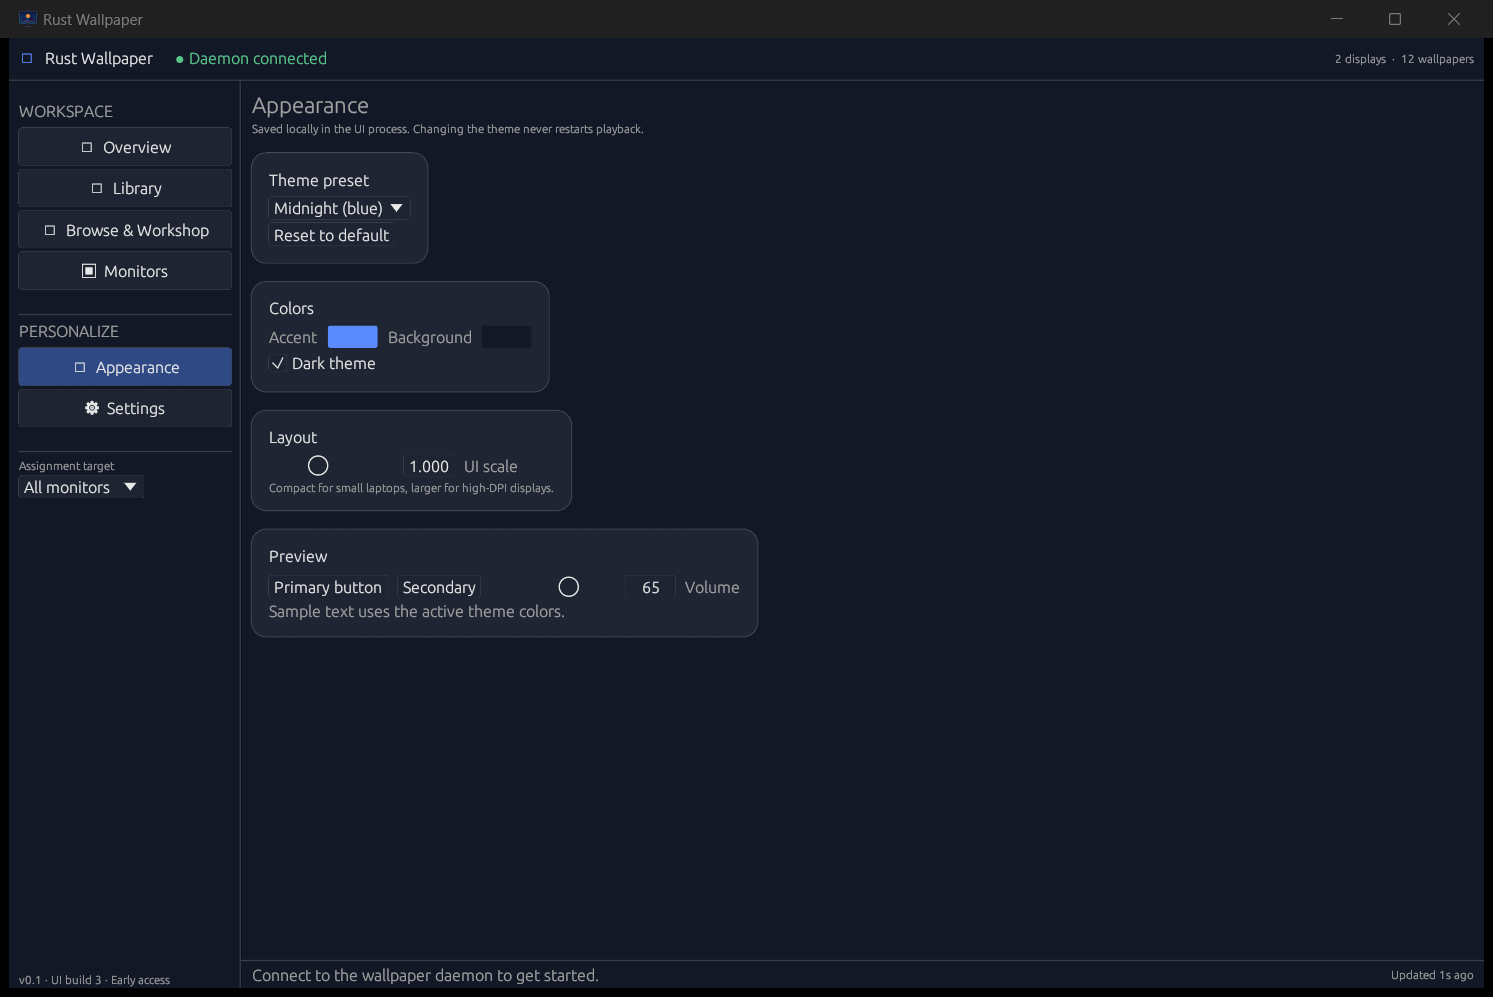 Rust Wallpaper
Rust Wallpaper
● Daemon connected
2 displays · 12 wallpapers
WORKSPACE
Overview
Library
Browse & Workshop
Monitors
PERSONALIZE
Appearance
Settings
Assignment target
All monitors
v0.1 · UI build 3 · Early access
Appearance
Saved locally in the UI process. Changing the theme never restarts playback.
Theme preset
Midnight (blue)
Reset to default
Colors
Accent Background
Dark theme
Layout
1.000 UI scale
Compact for small laptops, larger for high-DPI displays.
Preview
Primary button Secondary 65 Volume
Sample text uses the active theme colors.
Connect to the wallpaper daemon to get started.
Updated 1s ago